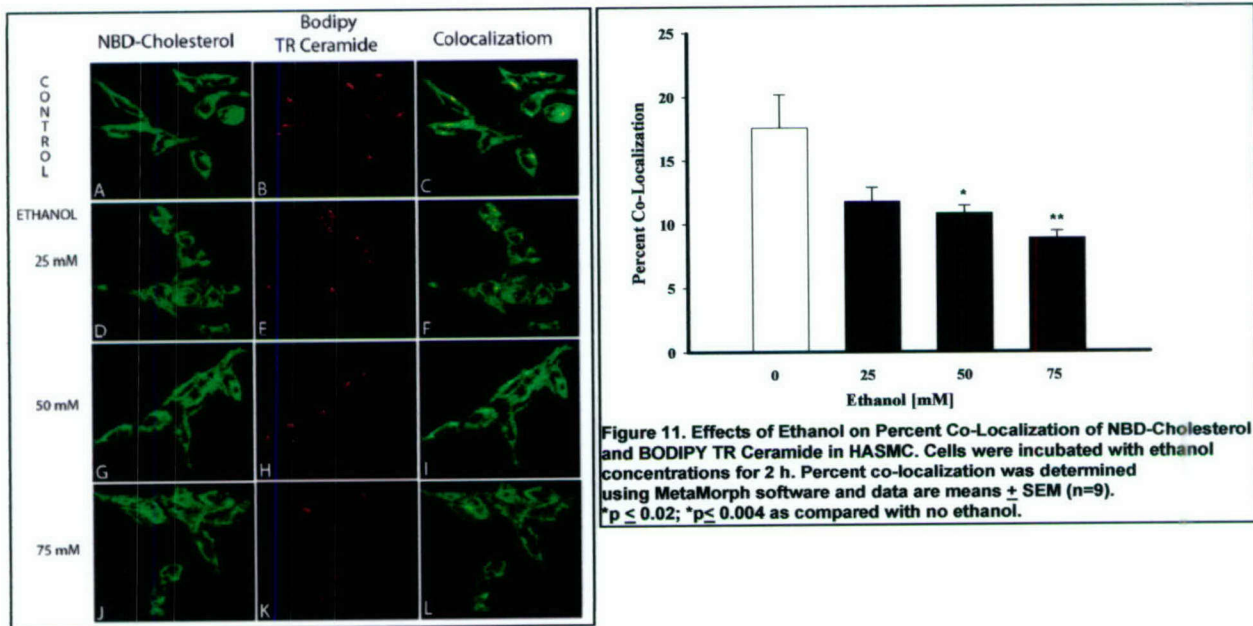 NBD-Cholesterol
Bodipy
TR Ceramide
Colocalizatiom
CONTROL
A
B
C
ETHANOL
25 mM
D
E
F
50 mM
G
H
I
75 mM
J
K
L
25
20
15
10
5
0
Percent Co-Localization
*
**
0 25 50 75
Ethanol [mM]
Figure 11. Effects of Ethanol on Percent Co-Localization of NBD-Cholesterol
and BODIPY TR Ceramide in HASMC. Cells were incubated with ethanol
concentrations for 2 h. Percent co-localization was determined
using MetaMorph software and data are means ± SEM (n=9).
*p ≤ 0.02; *p≤ 0.004 as compared with no ethanol.